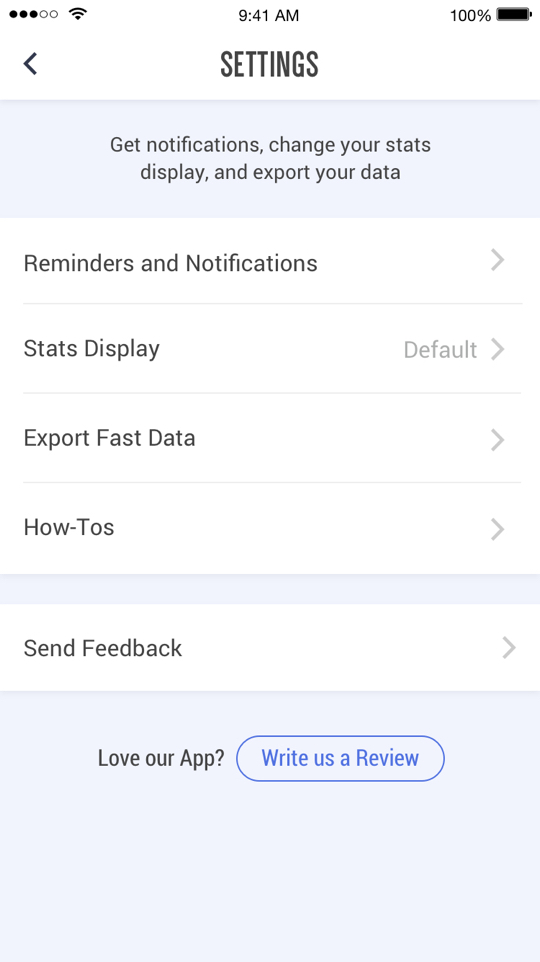 9:41 AM
100%
SETTINGS
Get notifications, change your stats
display, and export your data
Reminders and Notifications
Stats Display
Default
Export Fast Data
How-Tos
Send Feedback
Love our App?
Write us a Review